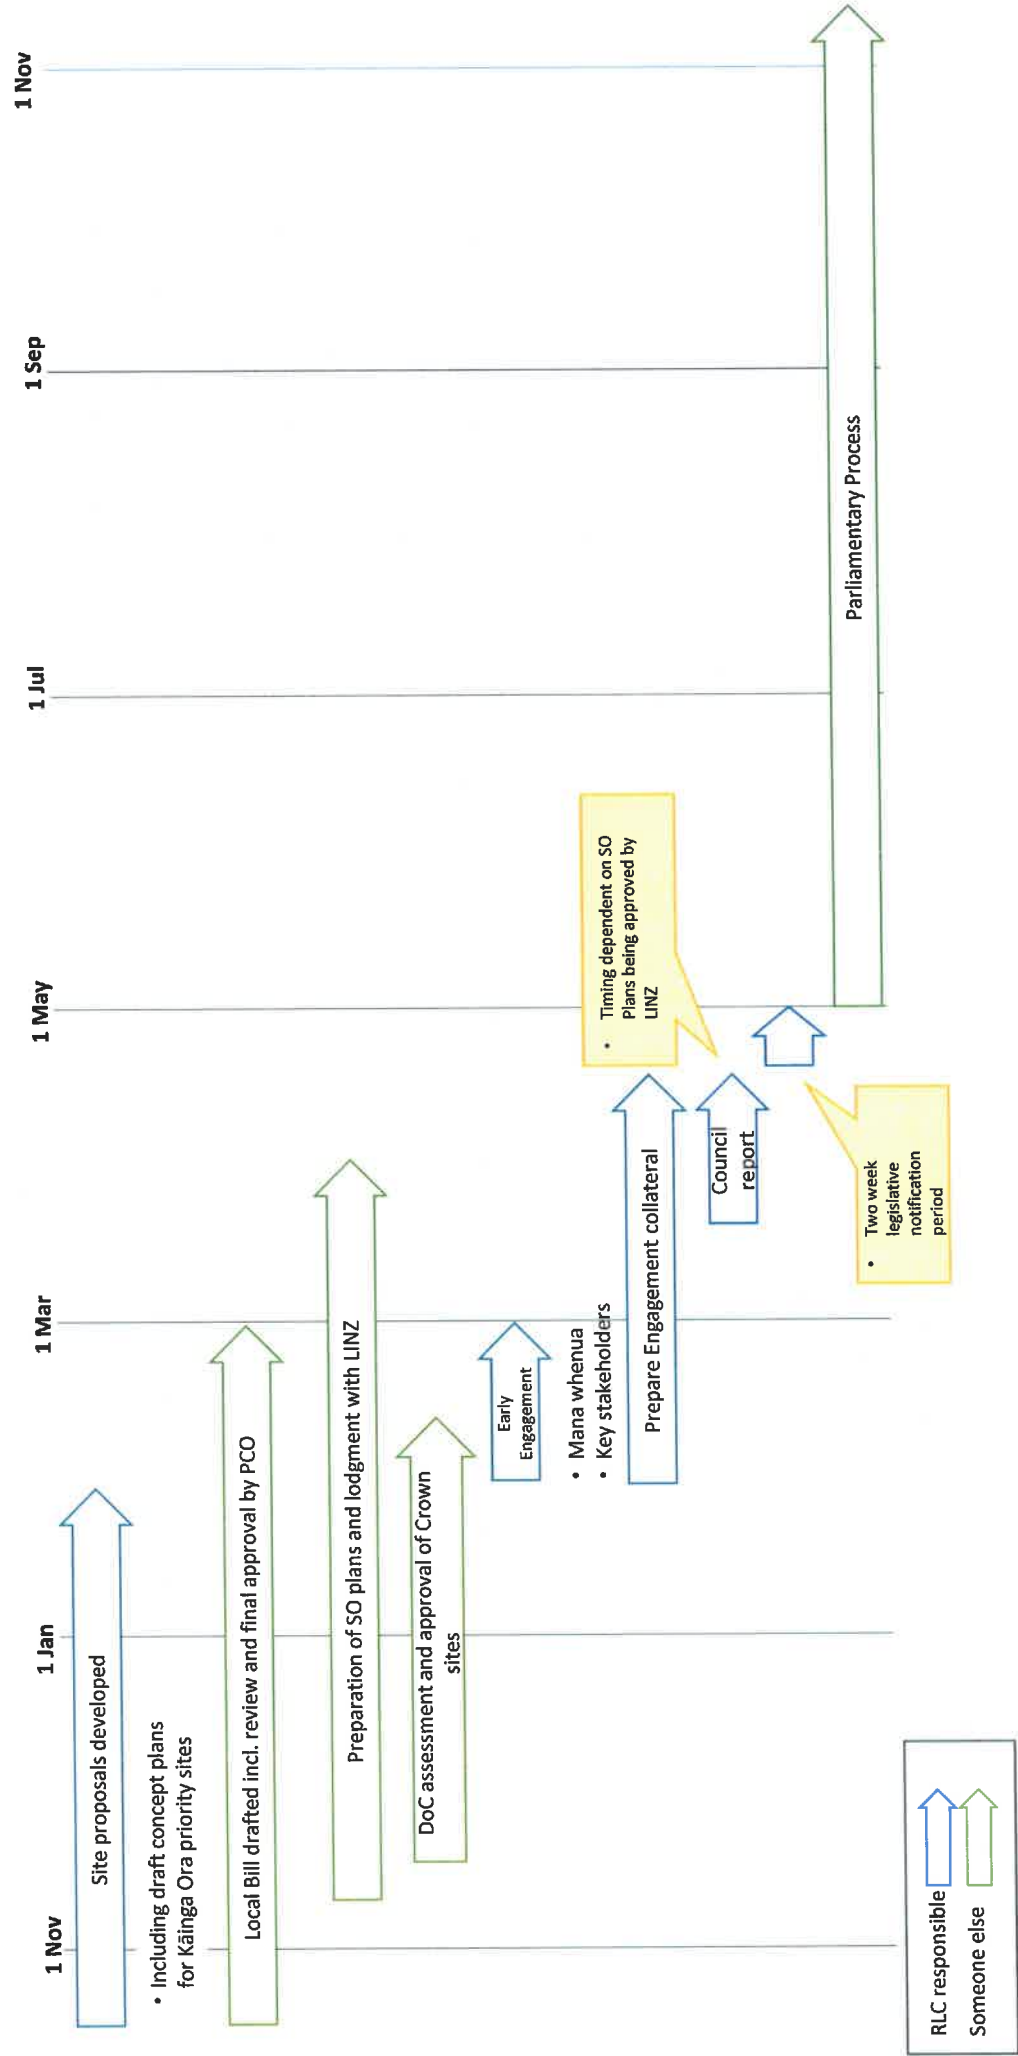 1 Nov
1 Jan
1 Mar
1 May
1 Jul
1 Sep
1 Nov
Site proposals developed
• Including draft concept plans
for Kāinga Ora priority sites
Local Bill drafted incl. review and final approval by PCO
Preparation of SO plans and lodgment with LINZ
DoC assessment and approval of Crown
sites
Early
Engagement
• Mana whenua
• Key stakeholders
Prepare Engagement collateral
• Timing dependent on SO
Plans being approved by
LINZ
Council
report
• Two week
legislative
notification
period
Parliamentary Process
RLC responsible
Someone else